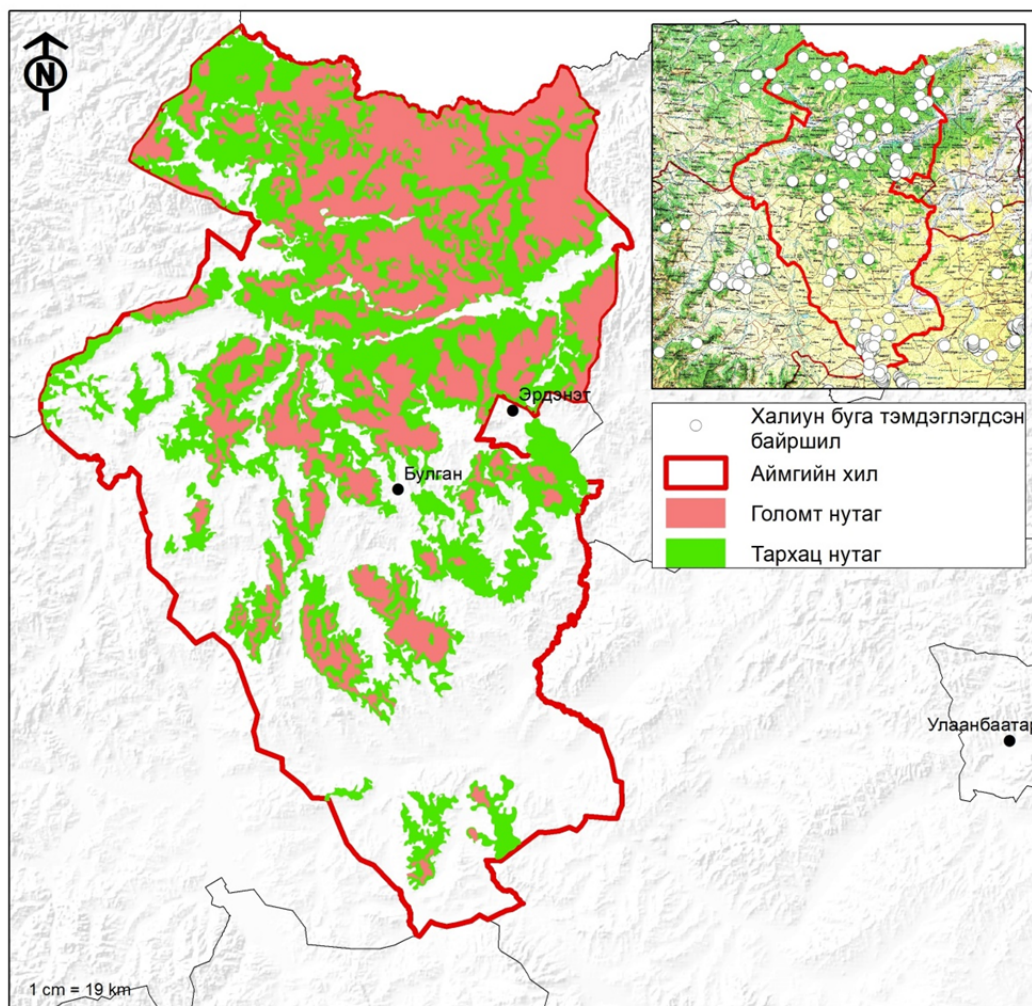 N
Халиун буга тэмдэглэгдсэн
байршил
Аймгийн хил
Голомт нутаг
Тархац нутаг
Эрдэнэт
Булган
Улаанбаатар
1 cm = 19 km